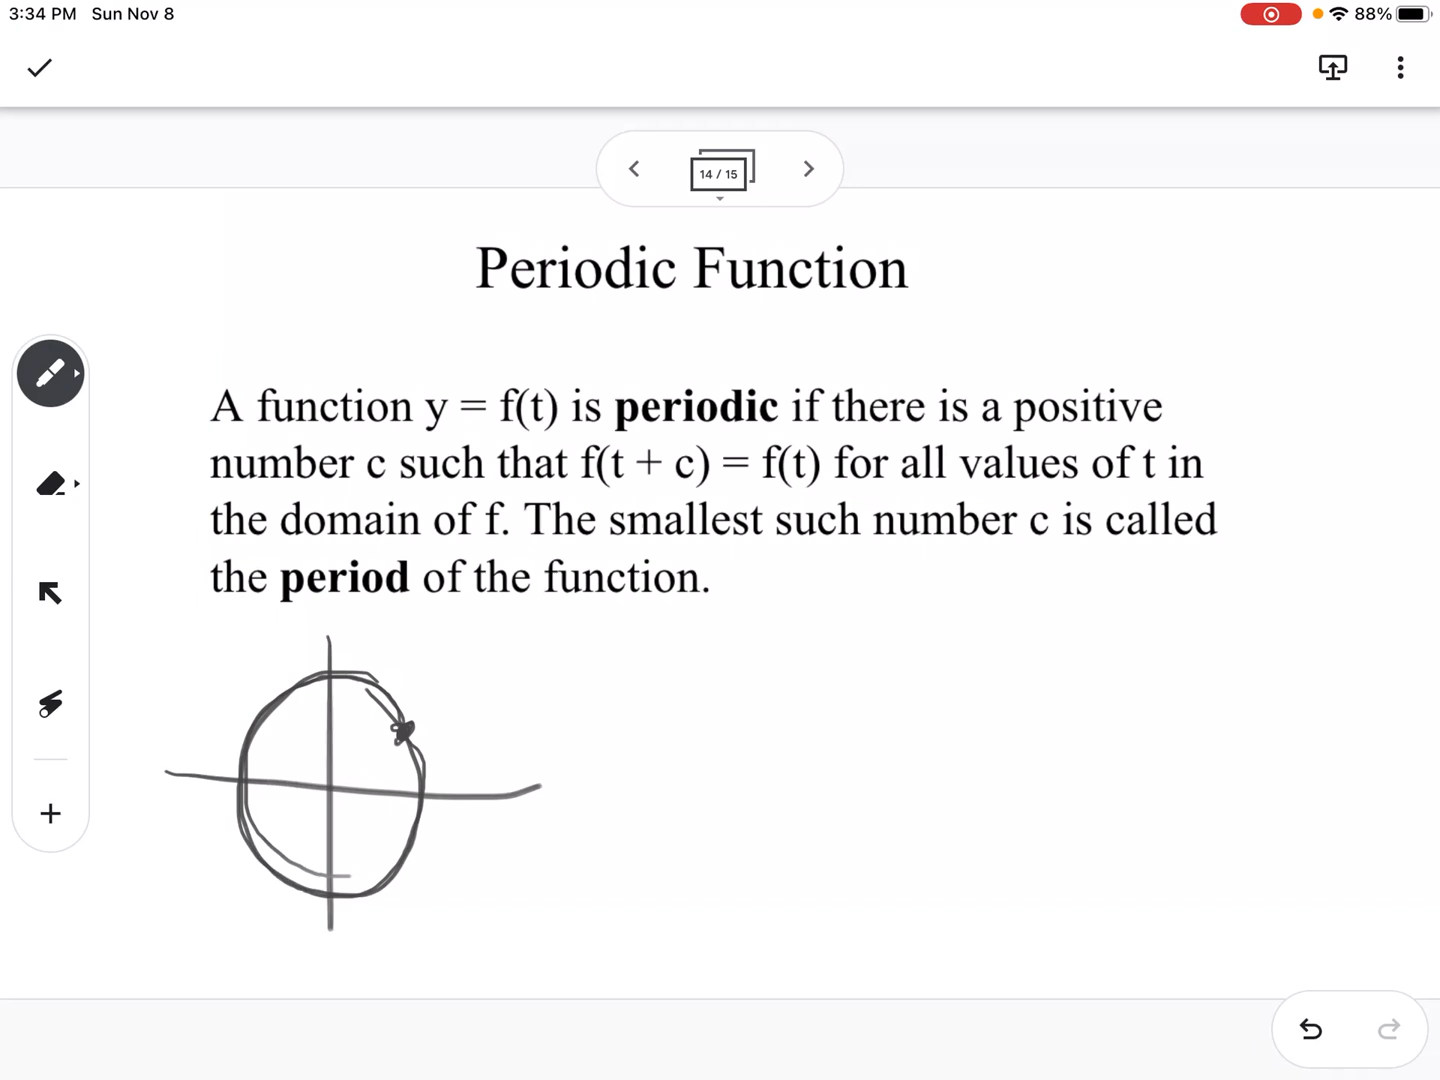 3:34 PM Sun Nov 8
88%
14 / 15
Periodic Function
A function y = f(t) is periodic if there is a positive
number c such that f(t + c) = f(t) for all values of t in
the domain of f. The smallest such number c is called
the period of the function.